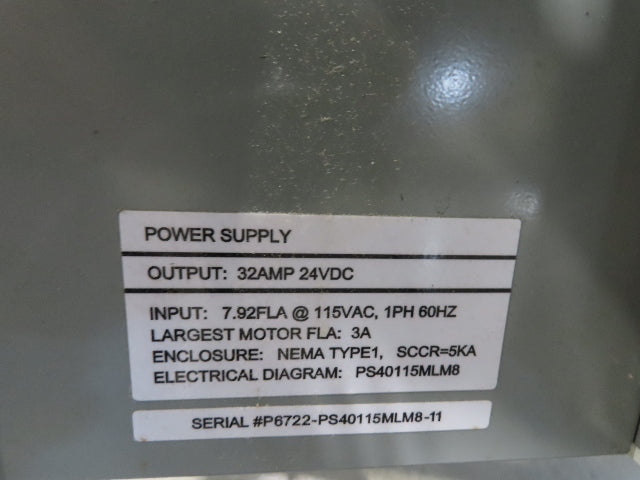 POWER SUPPLY
OUTPUT: 32AMP 24VDC
INPUT: 7.92FLA @ 115VAC, 1PH 60HZ
LARGEST MOTOR FLA: 3A
ENCLOSURE: NEMA TYPE1, SCCR=5KA
ELECTRICAL DIAGRAM: PS40115MLM8
SERIAL #P6722-PS40115MLM8-11